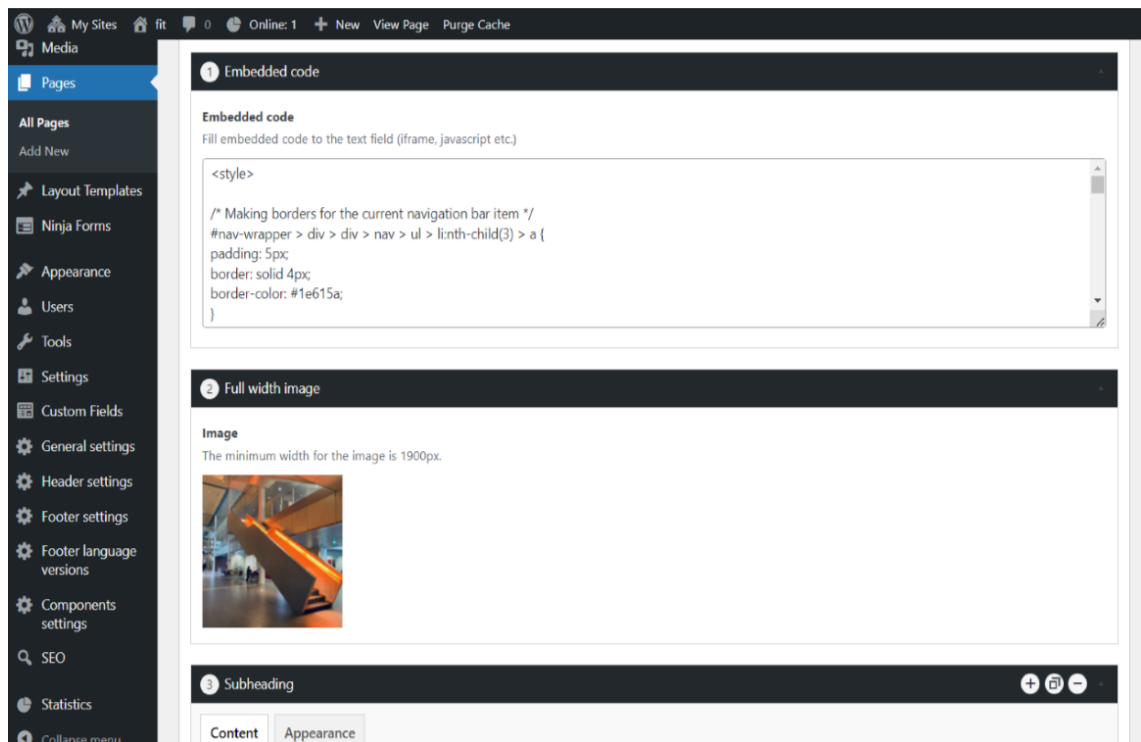 My Sites fit 0 Online: 1 New View Page Purge Cache
Media
Pages
All Pages
Add New
Layout Templates
Ninja Forms
Appearance
Users
Tools
Settings
Custom Fields
General settings
Header settings
Footer settings
Footer language
versions
Components
settings
SEO
Statistics
Collapse menu
1 Embedded code
Embedded code
Fill embedded code to the text field (iframe, javascript etc.)
<style>
/* Making borders for the current navigation bar item */
#nav-wrapper > div > div > nav > ul > li:nth-child(3) > a {
padding: 5px;
border: solid 4px;
border-color: #1e615a;
}
2 Full width image
Image
The minimum width for the image is 1900px.
3 Subheading
Content Appearance